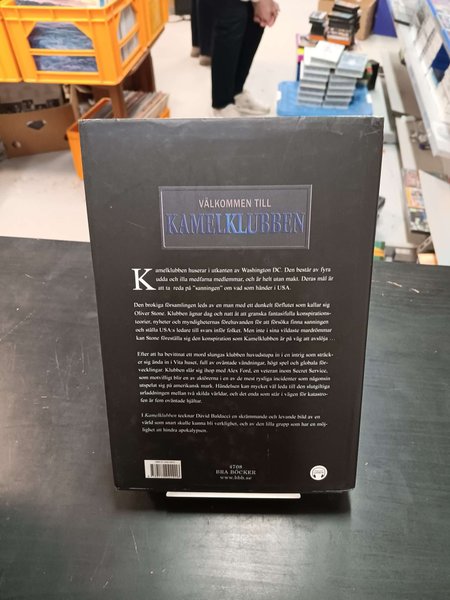 VÄLKOMMEN TILL
KAMELKLUBBEN
Kamelklubben huserar i utkanten av Washington DC. Den består av fyra
udda och illa medfarna medlemmar, och är helt utan makt. Deras mål är
att ta reda på "sanningen" om vad som händer i USA.
Den brokiga församlingen leds av en man med ett dunkelt förflutet som kallar sig
Oliver Stone. Klubben ägnar dag och natt åt att granska fantasifulla konspirations-
teorier, nyheter och myndigheternas förehavanden för att försöka finna sanningen
och ställa USA:s ledare till svars inför folket. Men inte i sina vildaste mardrömmar
kan Stone föreställa sig den konspiration som Kamelklubben är på väg att avslöja ...
Efter att ha bevittnat ett mord slungas klubben huvudstupa in i en intrig som sträck-
er sig ända in i Vita huset, full av oväntade vändningar, högt spel och globala för-
vecklingar. Klubben slår sig ihop med Alex Ford, en veteran inom Secret Service,
som motvilligt blir en av aktörerna i en av de mest rysliga incidenter som någonsin
utspelat sig på amerikansk mark. Händelsen kan mycket väl leda till den slutgiltiga
urladdningen mellan två skilda världar, och det enda som står i vägen för katastro-
fen är fem oväntade hjältar.
I Kamelklubben tecknar David Baldacci en skrämmande och levande bild av en
värld som snart skulle kunna bli verklighet, och av den lilla grupp som har en möj-
lighet att hindra apokalypsen.
4708
BRA BÖCKER
www.bbb.se